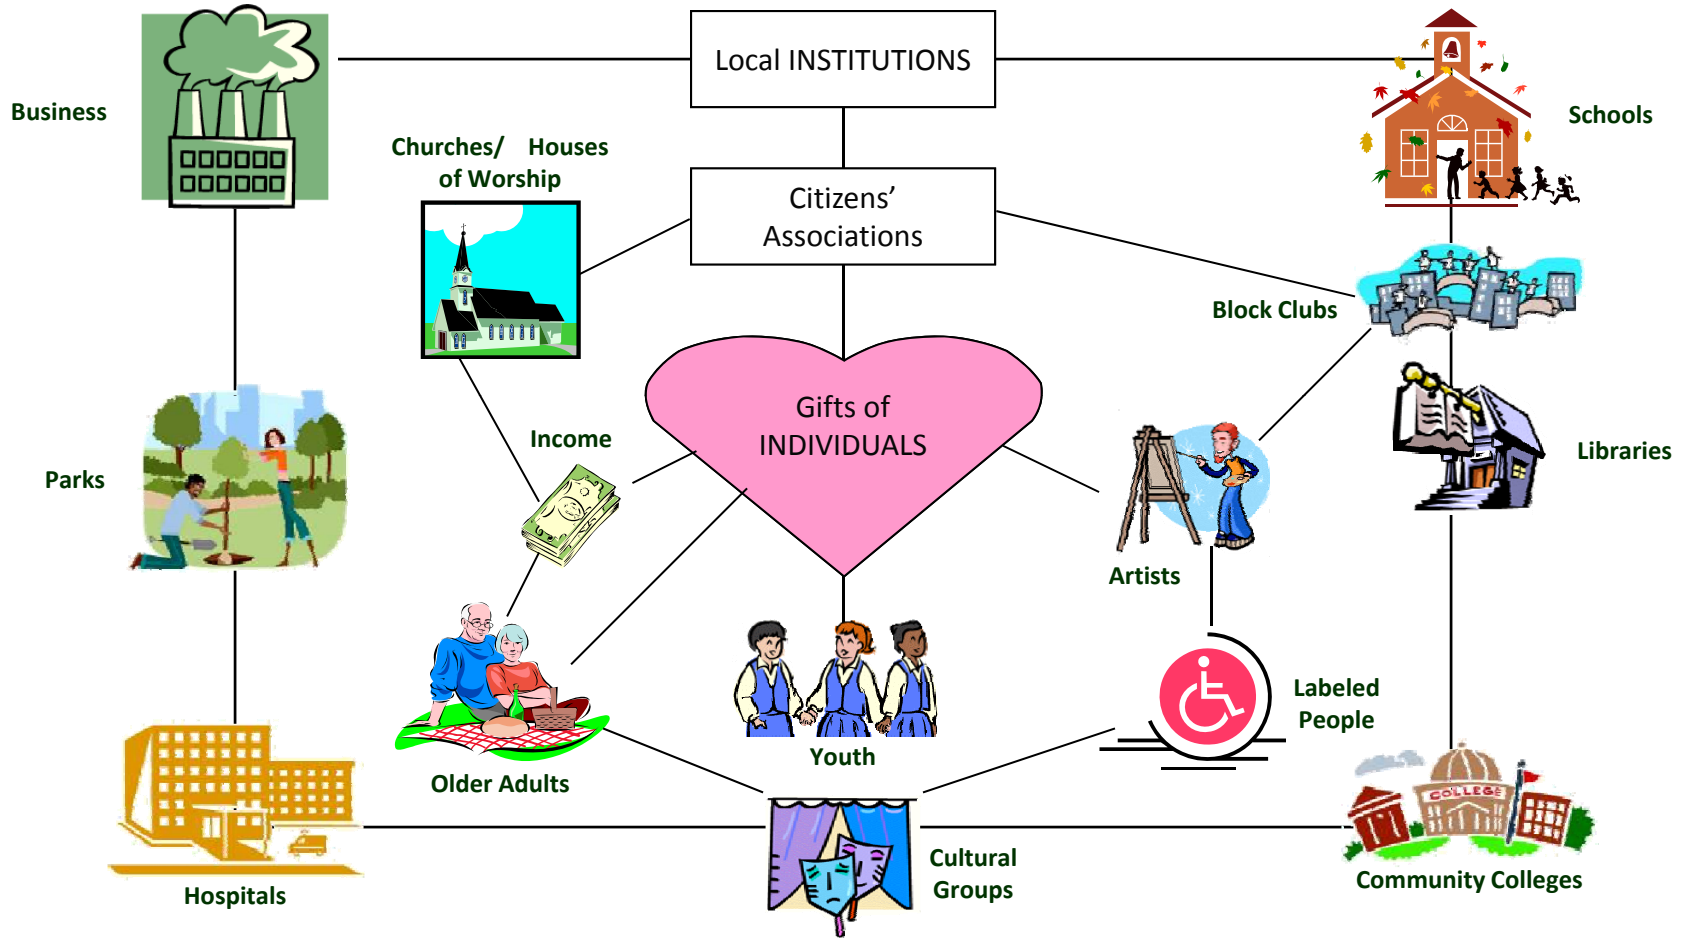 Local INSTITUTIONS
Business
Schools
Churches/ Houses
of Worship
Citizens’
Associations
Block Clubs
Gifts of
INDIVIDUALS
Income
Parks
Libraries
Artists
Labeled
People
Youth
Older Adults
COLLEGE
Cultural
Groups
Community Colleges
Hospitals